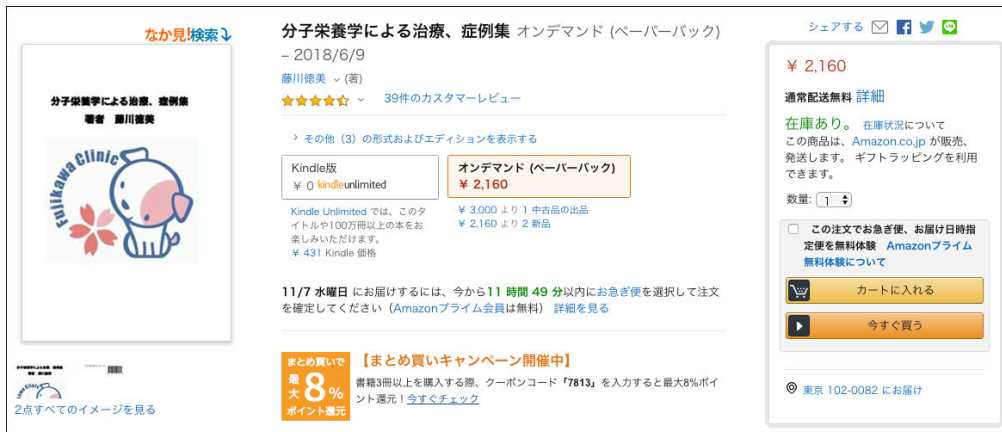 なか見!検索
分子栄養学による治療、症例集
著者 藤川徳美
Fujikawa Clinic
2点すべてのイメージを見る
分子栄養学による治療、症例集 オンデマンド (ペーパーバック)
– 2018/6/9
藤川徳美 (著)
39件のカスタマーレビュー
その他（3）の形式およびエディションを表示する
Kindle版
￥ 0 kindleunlimited
Kindle Unlimited では、このタ
イトルや100万冊以上の本をお
楽しみいただけます。
￥ 431 Kindle 価格
オンデマンド (ペーパーバック)
￥ 2,160
￥ 3,000 より 1 中古品の出品
￥ 2,160 より 2 新品
11/7 水曜日 にお届けするには、今から11 時間 49 分以内にお急ぎ便を選択して注文
を確定してください（Amazonプライム会員は無料） 詳細を見る
まとめ買いで
最大8%
ポイント還元
【まとめ買いキャンペーン開催中】
書籍3冊以上を購入する際、クーポンコード「7813」を入力すると最大8%ポイ
ント還元！今すぐチェック
シェアする
￥ 2,160
通常配送無料 詳細
在庫あり。 在庫状況について
この商品は、Amazon.co.jp が販売、
発送します。 ギフトラッピングを利用
できます。
数量: 1
この注文でお急ぎ便、お届け日時指
定便を無料体験 Amazonプライム
無料体験について
カートに入れる
今すぐ買う
東京 102-0082 にお届け